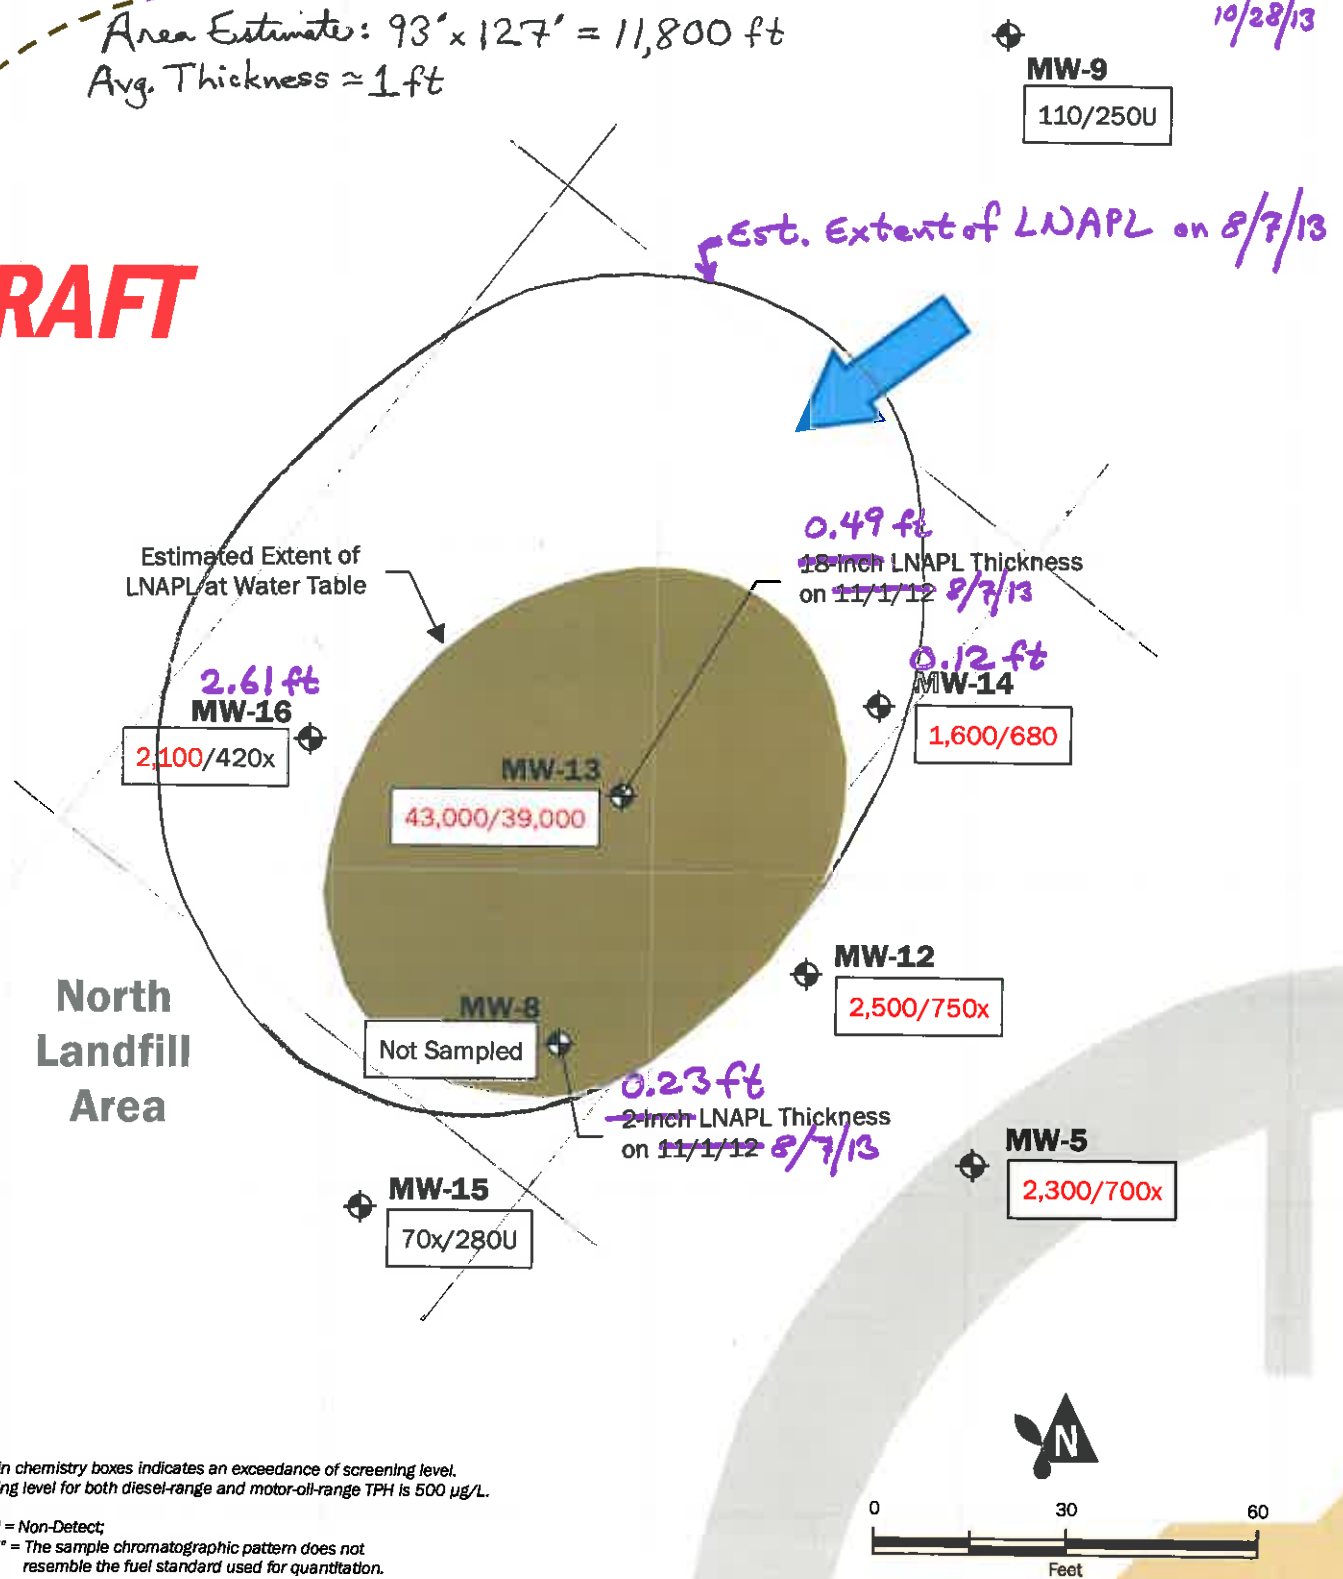 Area Estimate: 93' x 127' = 11,800 ft
Avg. Thickness ≈ 1 ft
10/28/13
MW-9
110/250U
Est. Extent of LNAPL on 8/7/13
RAFT
0.49 ft
18-Inch LNAPL Thickness
on 11/1/12 8/7/13
Estimated Extent of
LNAPL at Water Table
0.12 ft
MW-14
1,600/680
2.61 ft
MW-16
2,100/420x
MW-13
43,000/39,000
MW-12
2,500/750x
North
Landfill
Area
MW-8
Not Sampled
0.23 ft
2-Inch LNAPL Thickness
on 11/1/12 8/7/13
MW-5
2,300/700x
MW-15
70x/280U
N
in chemistry boxes indicates an exceedance of screening level.
ng level for both diesel-range and motor-oil-range TPH is 500 µg/L.
= Non-Detect;
" = The sample chromatographic pattern does not
resemble the fuel standard used for quantitation.
0 30 60
Feet